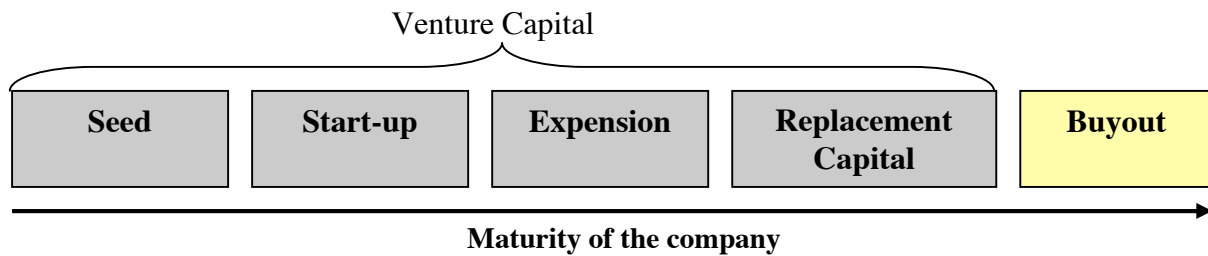 Venture Capital
Seed
Start-up
Expension
Replacement
Capital
Buyout
Maturity of the company